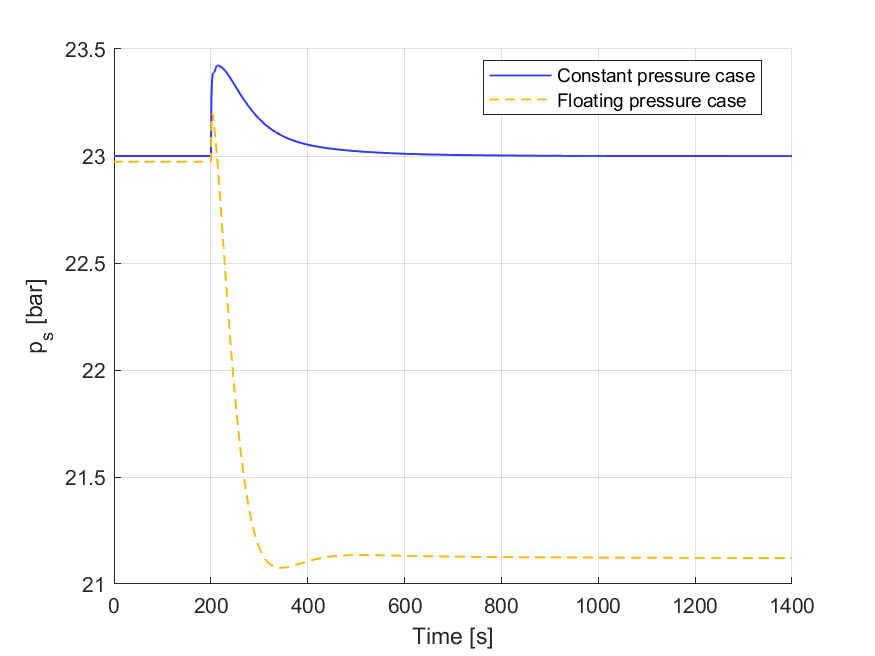 23.5
23
22.5
22
21.5
21
p_s [bar]
0 200 400 600 800 1000 1200 1400
Time [s]
Constant pressure case
Floating pressure case